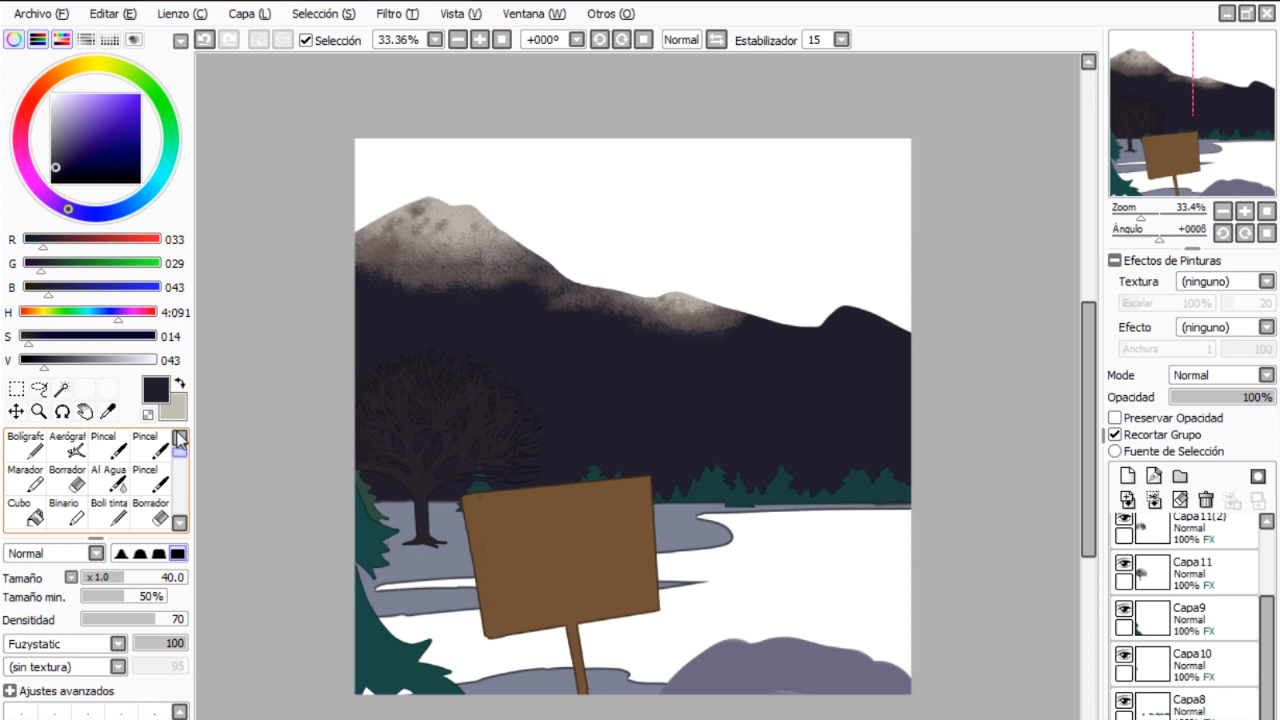 Archivo (F) Editar (E) Lienzo (C) Capa (L) Selección (S) Filtro (T) Vista (V) Ventana (W) Otros (O)
Selección 33.36% +000º Normal Estabilizador 15
R 033
G 029
B 043
H 4:091
S 014
V 043
Bolígrafc Aerógraf Pincel Pincel
Marador Borrador Al Agua Pincel
Cubo Binario Boli tinta Borrador
Normal
Tamaño x 1.0 40.0
Tamaño min. 50%
Densitidad 70
Fuzystatic 100
(sin textura) 95
Ajustes avanzados
Zoom 33.4%
Ángulo +000ß
Efectos de Pinturas
Textura (ninguno)
Escalar 100% 20
Efecto (ninguno)
Anchura 1 100
Mode Normal
Opacidad 100%
Preservar Opacidad
Recortar Grupo
Fuente de Selección
Capa11(2)
Normal
100% FX
Capa11
Normal
100% FX
Capa9
Normal
100% FX
Capa10
Normal
100% FX
Capa8
Normal